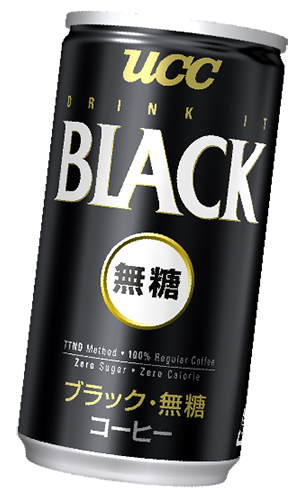 UCC
DRINK IT
BLACK
無糖
TTND Method • 100% Regular Coffee
Zero Sugar • Zero Calorie
ブラック・無糖
コーヒー